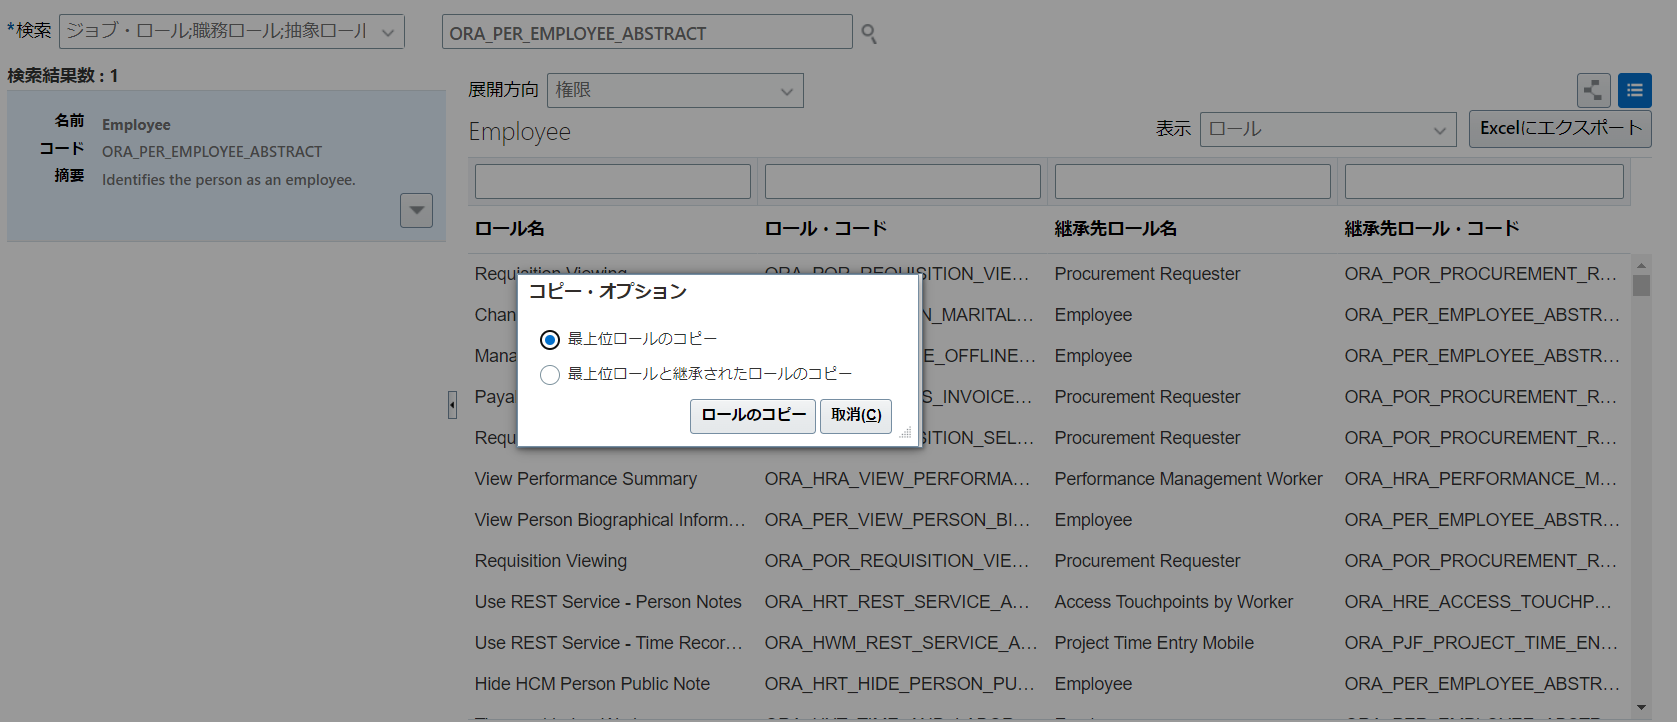 *検索 ジョブ・ロール;職務ロール;抽象ロール ORA_PER_EMPLOYEE_ABSTRACT
検索結果数 : 1
名前 Employee
コード ORA_PER_EMPLOYEE_ABSTRACT
摘要 Identifies the person as an employee.
展開方向 権限
Employee
表示 ロール Excelにエクスポート
ロール名 ロール・コード 継承先ロール名 継承先ロール・コード
Requisition Viewing ORA_POR_REQUISITION_VIE... Procurement Requester ORA_POR_PROCUREMENT_R...
Chan N_MARITAL... Employee ORA_PER_EMPLOYEE_ABSTR...
Mana E_OFFLINE... Employee ORA_PER_EMPLOYEE_ABSTR...
Paya S_INVOICE... Procurement Requester ORA_POR_PROCUREMENT_R...
Requ SITION_SEL... Procurement Requester ORA_POR_PROCUREMENT_R...
View Performance Summary ORA_HRA_VIEW_PERFORMA... Performance Management Worker ORA_HRA_PERFORMANCE_M...
View Person Biographical Inform... ORA_PER_VIEW_PERSON_BI... Employee ORA_PER_EMPLOYEE_ABSTR...
Requisition Viewing ORA_POR_REQUISITION_VIE... Procurement Requester ORA_POR_PROCUREMENT_R...
Use REST Service - Person Notes ORA_HRT_REST_SERVICE_A... Access Touchpoints by Worker ORA_HRE_ACCESS_TOUCHP...
Use REST Service - Time Recor... ORA_HWM_REST_SERVICE_A... Project Time Entry Mobile ORA_PJF_PROJECT_TIME_EN...
Hide HCM Person Public Note ORA_HRT_HIDE_PERSON_PU... Employee ORA_PER_EMPLOYEE_ABSTR...
コピー・オプション
最上位ロールのコピー
最上位ロールと継承されたロールのコピー
ロールのコピー 取消(C)